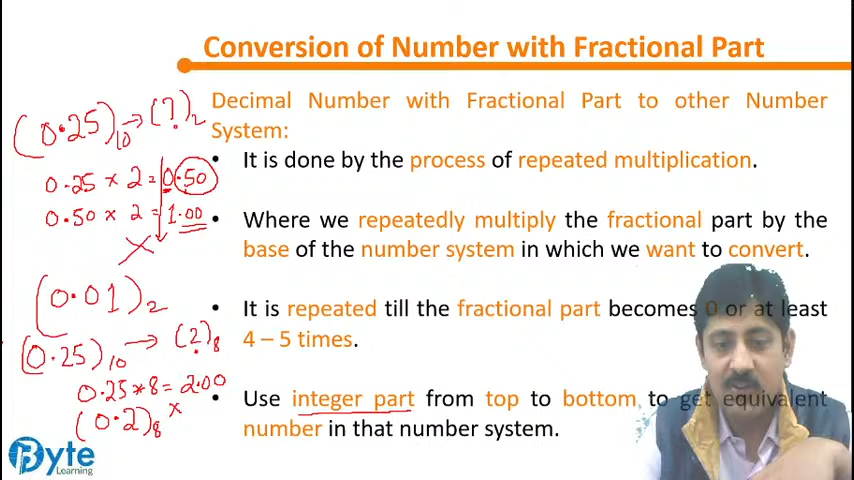 Conversion of Number with Fractional Part
Decimal Number with Fractional Part to other Number
System:
• It is done by the process of repeated multiplication.
• Where we repeatedly multiply the fractional part by the
base of the number system in which we want to convert.
• It is repeated till the fractional part becomes 0 or at least
4 – 5 times.
• Use integer part from top to bottom to get equivalent
number in that number system.
(0.25)10 → (?)2
0.25 × 2 = 0.50
0.50 × 2 = 1.00
×
(0.01)2
(0.25)10 → (?)8
0.25 * 8 = 2.00
×
(0.2)8
Byte
Learning